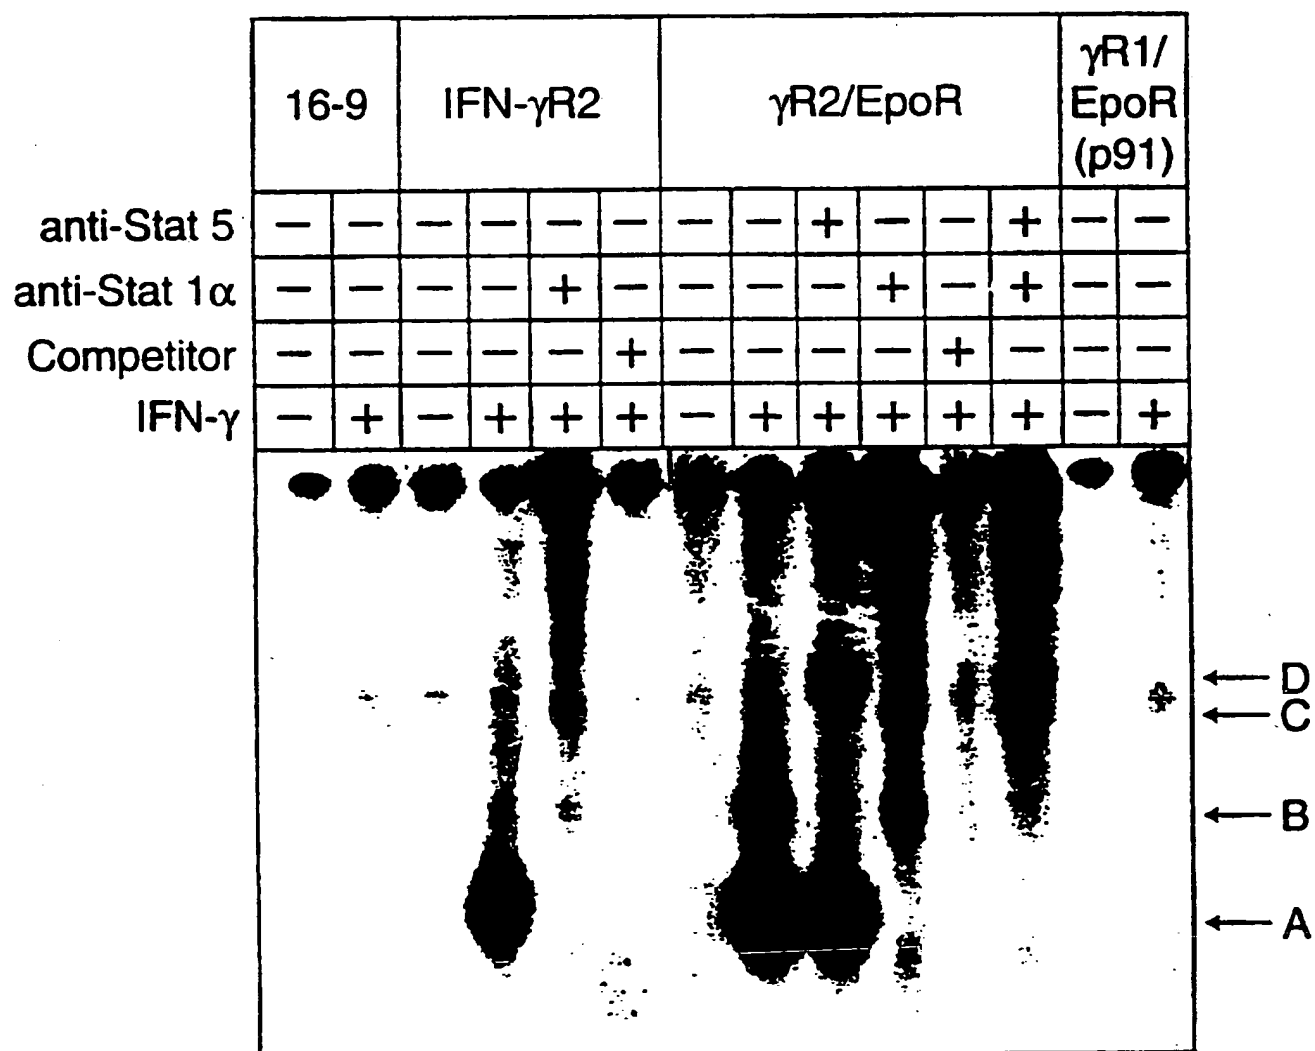 16-9 IFN-γR2 γR2/EpoR γR1/
EpoR
(p91)
anti-Stat 5 − − − − − − − − + − − + − −
anti-Stat 1α − − − − + − − − − + − + − −
Competitor − − − − − + − − − − + − − −
IFN-γ − + − + + + − + + + + + − +
D
C
B
A